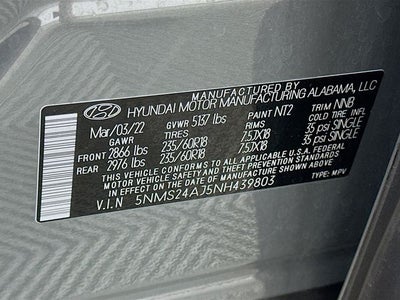 MANUFACTURED BY
HYUNDAI MOTOR MANUFACTURING ALABAMA, LLC
Mar/03/22 GVWR 5137 lbs PAINT NT2 TRIM NNB
GAWR TIRES RIMS COLD TIRE INFL
FRONT 2866 lbs 235/60R18 7.5JX18 35 psi SINGLE
REAR 2976 lbs 235/60R18 7.5JX18 35 psi SINGLE
THIS VEHICLE CONFORMS TO ALL APPLICABLE U.S.A. FEDERAL
MOTOR VEHICLE SAFETY AND THEFT PREVENTION STANDARDS
IN EFFECT ON THE DATE OF MANUFACTURE SHOWN ABOVE.
V.I.N 5NMS24AJ5NH439803 TYPE: MPV